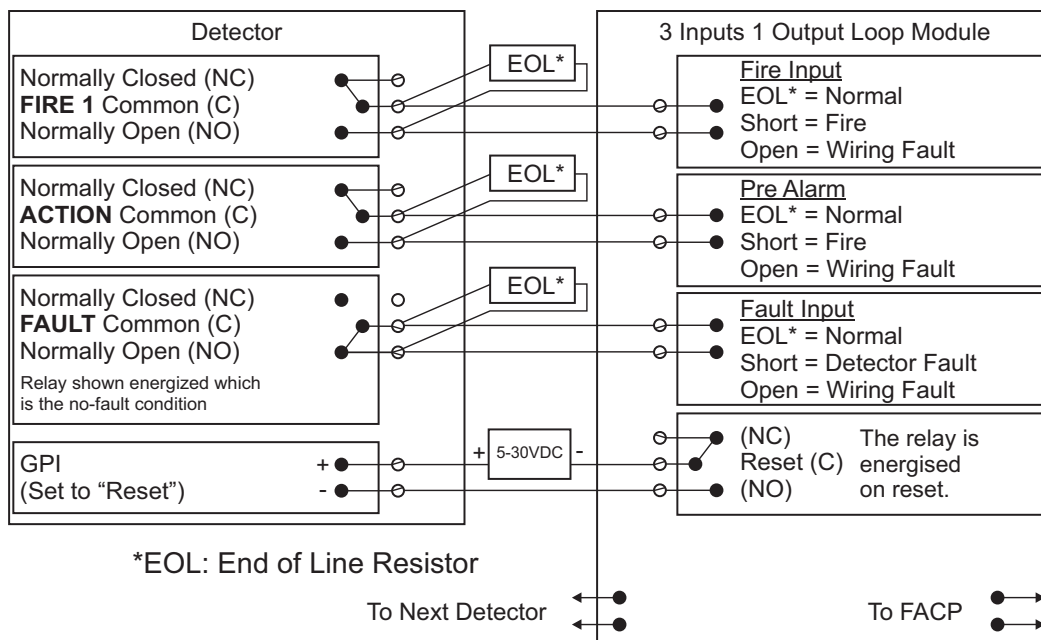 Detector
Normally Closed (NC)
FIRE 1 Common (C)
Normally Open (NO)
Normally Closed (NC)
ACTION Common (C)
Normally Open (NO)
Normally Closed (NC)
FAULT Common (C)
Normally Open (NO)
Relay shown energized which
is the no-fault condition
GPI
(Set to “Reset”)
+
-
EOL*
EOL*
EOL*
+ 5-30VDC -
3 Inputs 1 Output Loop Module
Fire Input
EOL* = Normal
Short = Fire
Open = Wiring Fault
Pre Alarm
EOL* = Normal
Short = Fire
Open = Wiring Fault
Fault Input
EOL* = Normal
Short = Detector Fault
Open = Wiring Fault
(NC)
Reset (C)
(NO)
The relay is
energised
on reset.
*EOL: End of Line Resistor
To Next Detector
To FACP